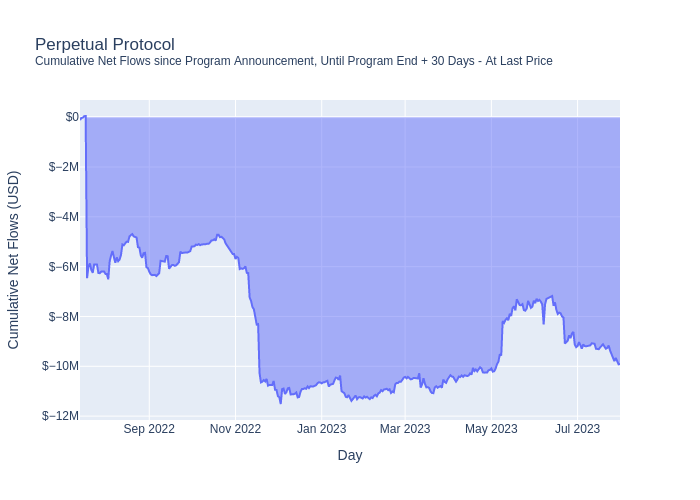 Perpetual Protocol
Cumulative Net Flows since Program Announcement, Until Program End + 30 Days - At Last Price
Cumulative Net Flows (USD)
$0
$−2M
$−4M
$−6M
$−8M
$−10M
$−12M
Sep 2022
Nov 2022
Jan 2023
Mar 2023
May 2023
Jul 2023
Day